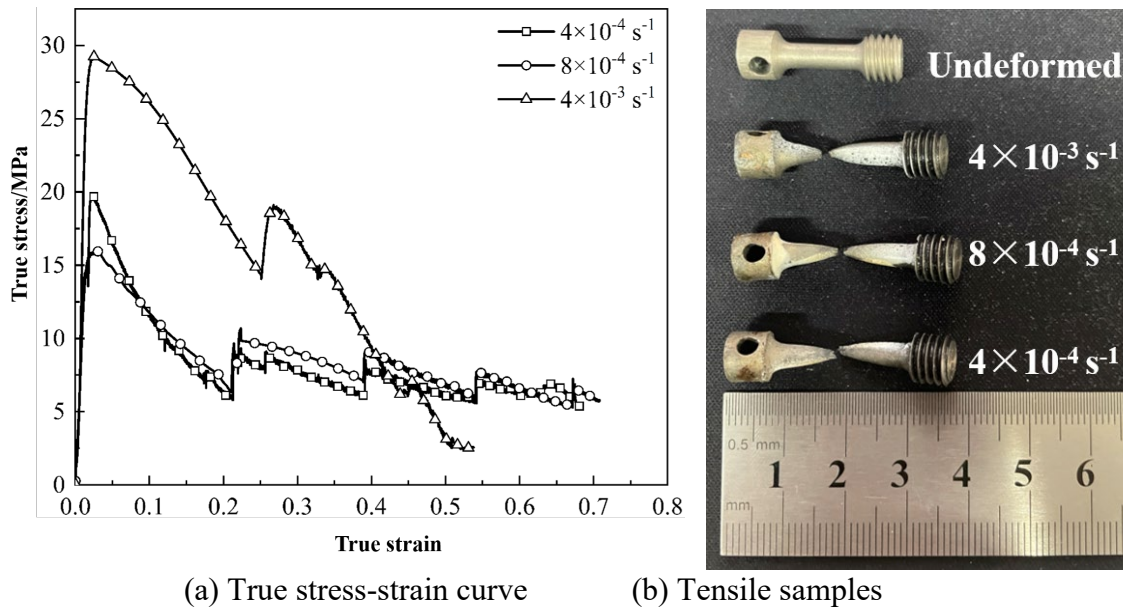 30
25
20
15
10
5
0
True stress/MPa
0.0 0.1 0.2 0.3 0.4 0.5 0.6 0.7 0.8
True strain
4×10⁻⁴ s⁻¹
8×10⁻⁴ s⁻¹
4×10⁻³ s⁻¹
(a) True stress-strain curve
Undeformed
4×10⁻³ s⁻¹
8×10⁻⁴ s⁻¹
4×10⁻⁴ s⁻¹
0.5 mm
1 2 3 4 5 6
mm
(b) Tensile samples